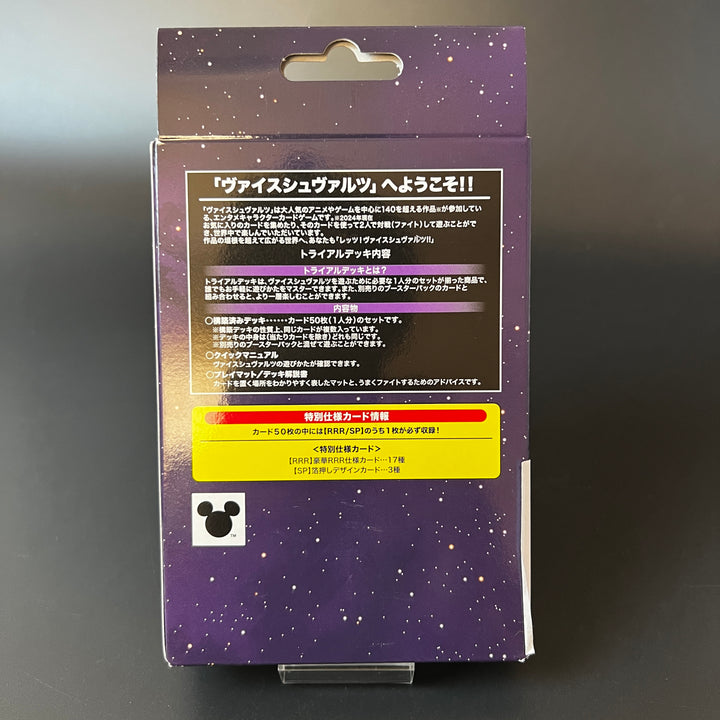 「ヴァイスシュヴァルツ」へようこそ!!
「ヴァイスシュヴァルツ」は大人気のアニメやゲームを中心に140を超える作品※が参加してい
る、エンタメキャラクターカードゲームです。※2024年現在
お気に入りのカードを集めたり、そのカードを使って2人で対戦(ファイト)して遊ぶことができ
、世界中で楽しんでいただいています。
作品の垣根を超えて広がる世界へ、あなたも「レッツ!ヴァイスシュヴァルツ!!」
トライアルデッキ内容
トライアルデッキとは?
トライアルデッキは、ヴァイスシュヴァルツを遊ぶために必要な1人分のセットが揃った商品で、
誰でもお手軽に遊びかたをマスターできます。また、別売りのブースターパックのカードと
組み合わせると、より一層楽しむことができます。
内容物
○構築済みデッキ・・・・・・カード50枚(1人分)のセットです。
※構築デッキの性質上、同じカードが複数入っています。
※デッキの中身は(当たりカードを除き)どれも同じです。
※別売りのブースターパックと混ぜて遊ぶことができます。
○クイックマニュアル
ヴァイスシュヴァルツの遊びかたが確認できます。
○プレイマット/デッキ解説書
カードを置く場所をわかりやすく表したマットと、うまくファイトするためのアドバイスです。
特別仕様カード情報
カード50枚の中には【RRR/SP】のうち1枚が必ず収録!
<特別仕様カード>
【RRR】豪華RRR仕様カード…17種
【SP】箔押しデザインカード…3種
TM